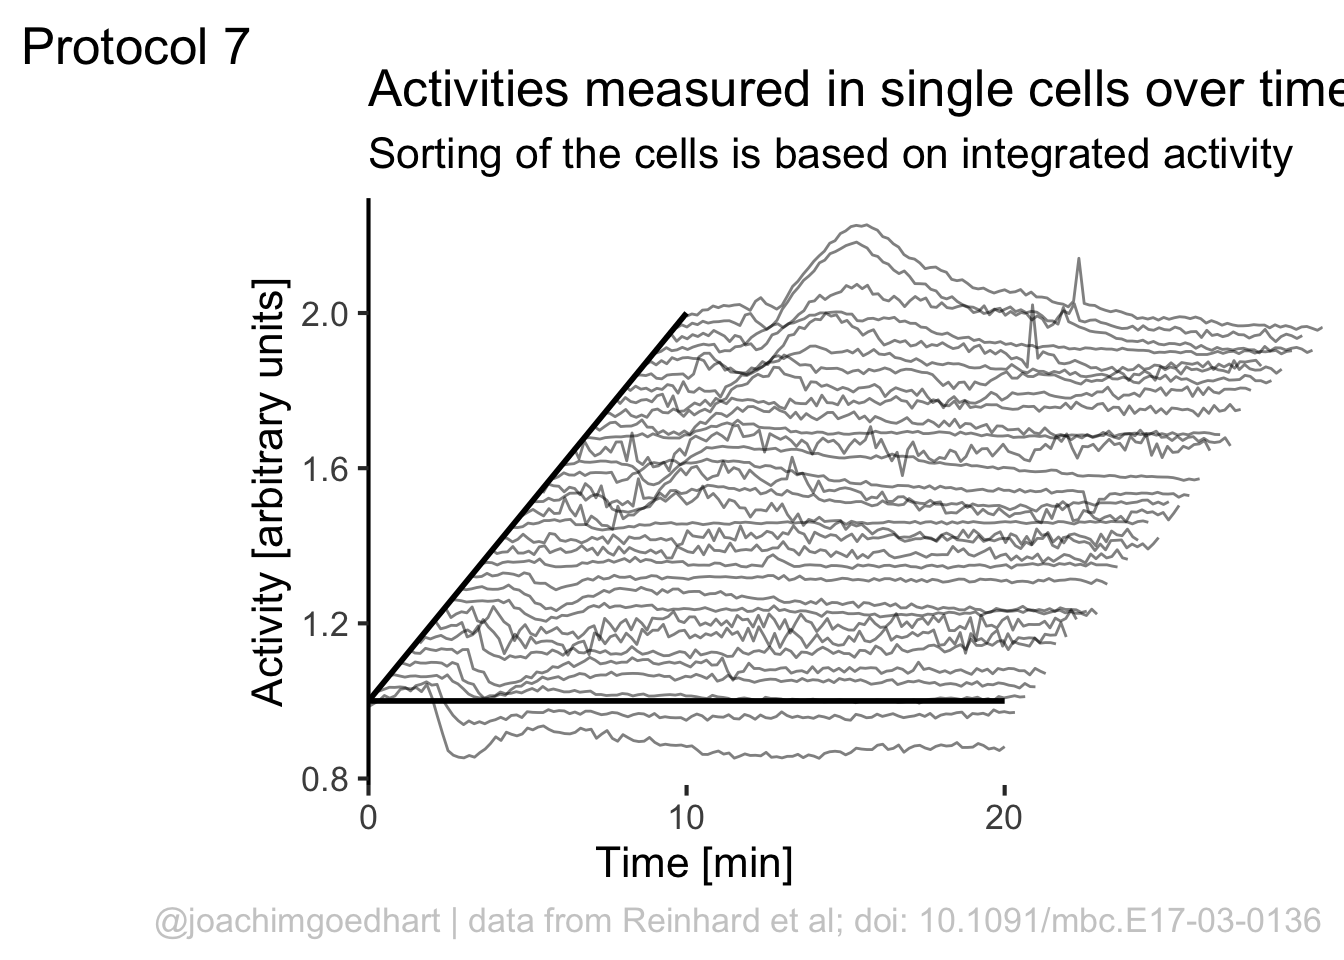 Protocol 7
Activities measured in single cells over time
Sorting of the cells is based on integrated activity
Activity [arbitrary units]
2.0
1.6
1.2
0.8
0
10
20
Time [min]
@joachimgoedhart | data from Reinhard et al; doi: 10.1091/mbc.E17-03-0136